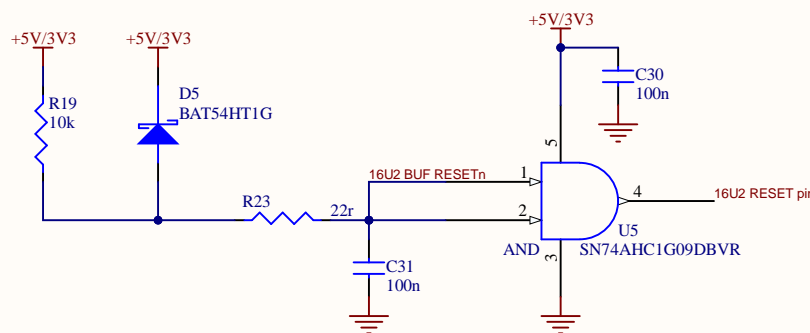 +5V/3V3
+5V/3V3
+5V/3V3
R19
10k
D5
BAT54HT1G
C30
100n
5
16U2 BUF RESETn
1
R23
22r
2
4
16U2 RESET pin
U5
AND
SN74AHC1G09DBVR
3
C31
100n